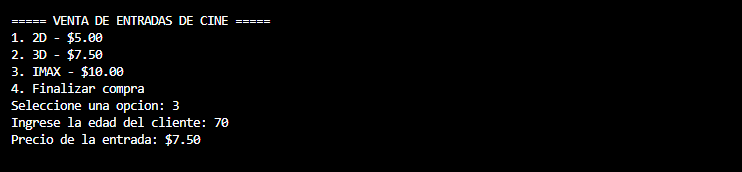 ===== VENTA DE ENTRADAS DE CINE =====
1. 2D - $5.00
2. 3D - $7.50
3. IMAX - $10.00
4. Finalizar compra
Seleccione una opcion: 3
Ingrese la edad del cliente: 70
Precio de la entrada: $7.50